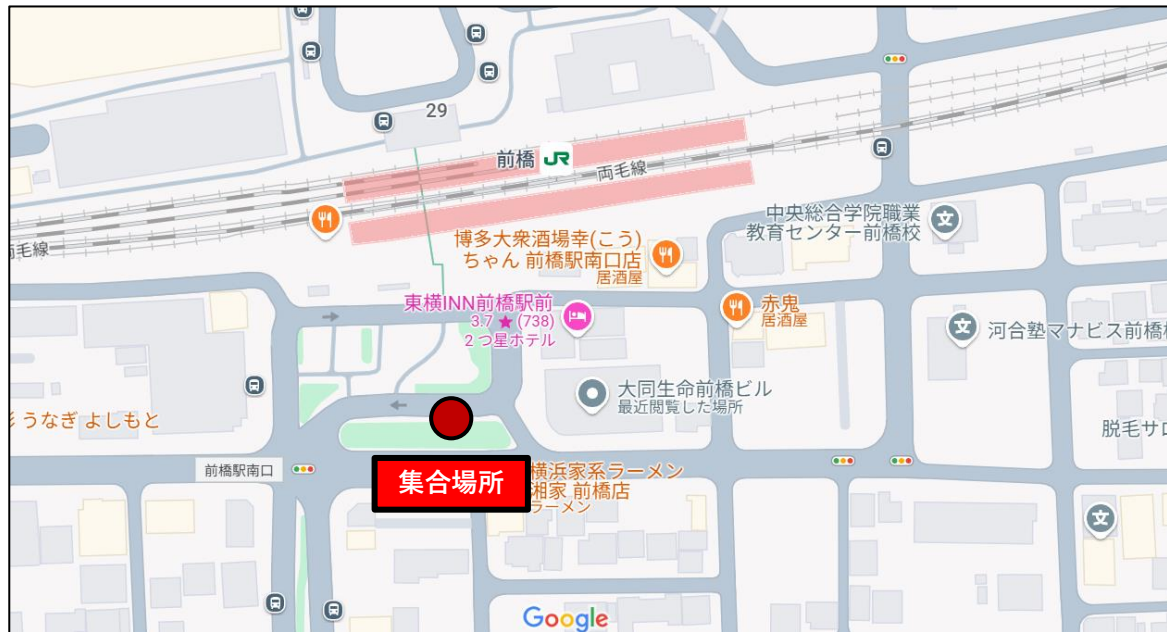 29
前橋 JR
両毛線
毛線
中央総合学院職業
教育センター前橋校
博多大衆酒場幸(こう)
ちゃん 前橋駅南口店
居酒屋
東横INN前橋駅前
3.7 ★ (738)
2 つ星ホテル
赤鬼
居酒屋
河合塾マナビス前橋
大同生命前橋ビル
最近閲覧した場所
うなぎ よしもと
脱毛サロ
前橋駅南口
集合場所
横浜家系ラーメン
湘家 前橋店
ラーメン
Google